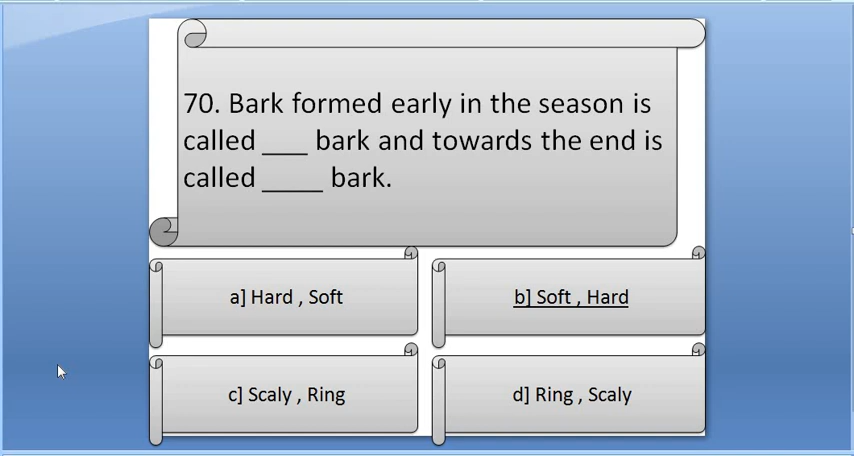 70. Bark formed early in the season is
called ___ bark and towards the end is
called ____ bark.
a] Hard , Soft
b] Soft , Hard
c] Scaly , Ring
d] Ring , Scaly